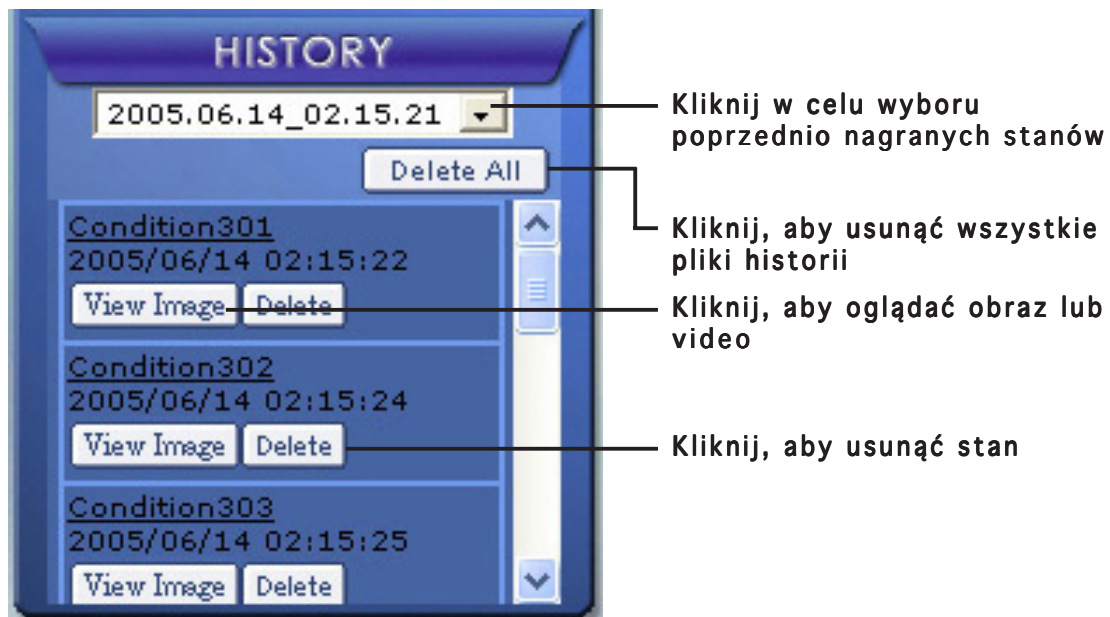 HISTORY
2005.06.14_02.15.21
Delete All
Condition301
2005/06/14 02:15:22
View Image Delete
Condition302
2005/06/14 02:15:24
View Image Delete
Condition303
2005/06/14 02:15:25
View Image Delete
Kliknij w celu wyboru
poprzednio nagranych stanów
Kliknij, aby usunąć wszystkie
pliki historii
Kliknij, aby oglądać obraz lub
video
Kliknij, aby usunąć stan